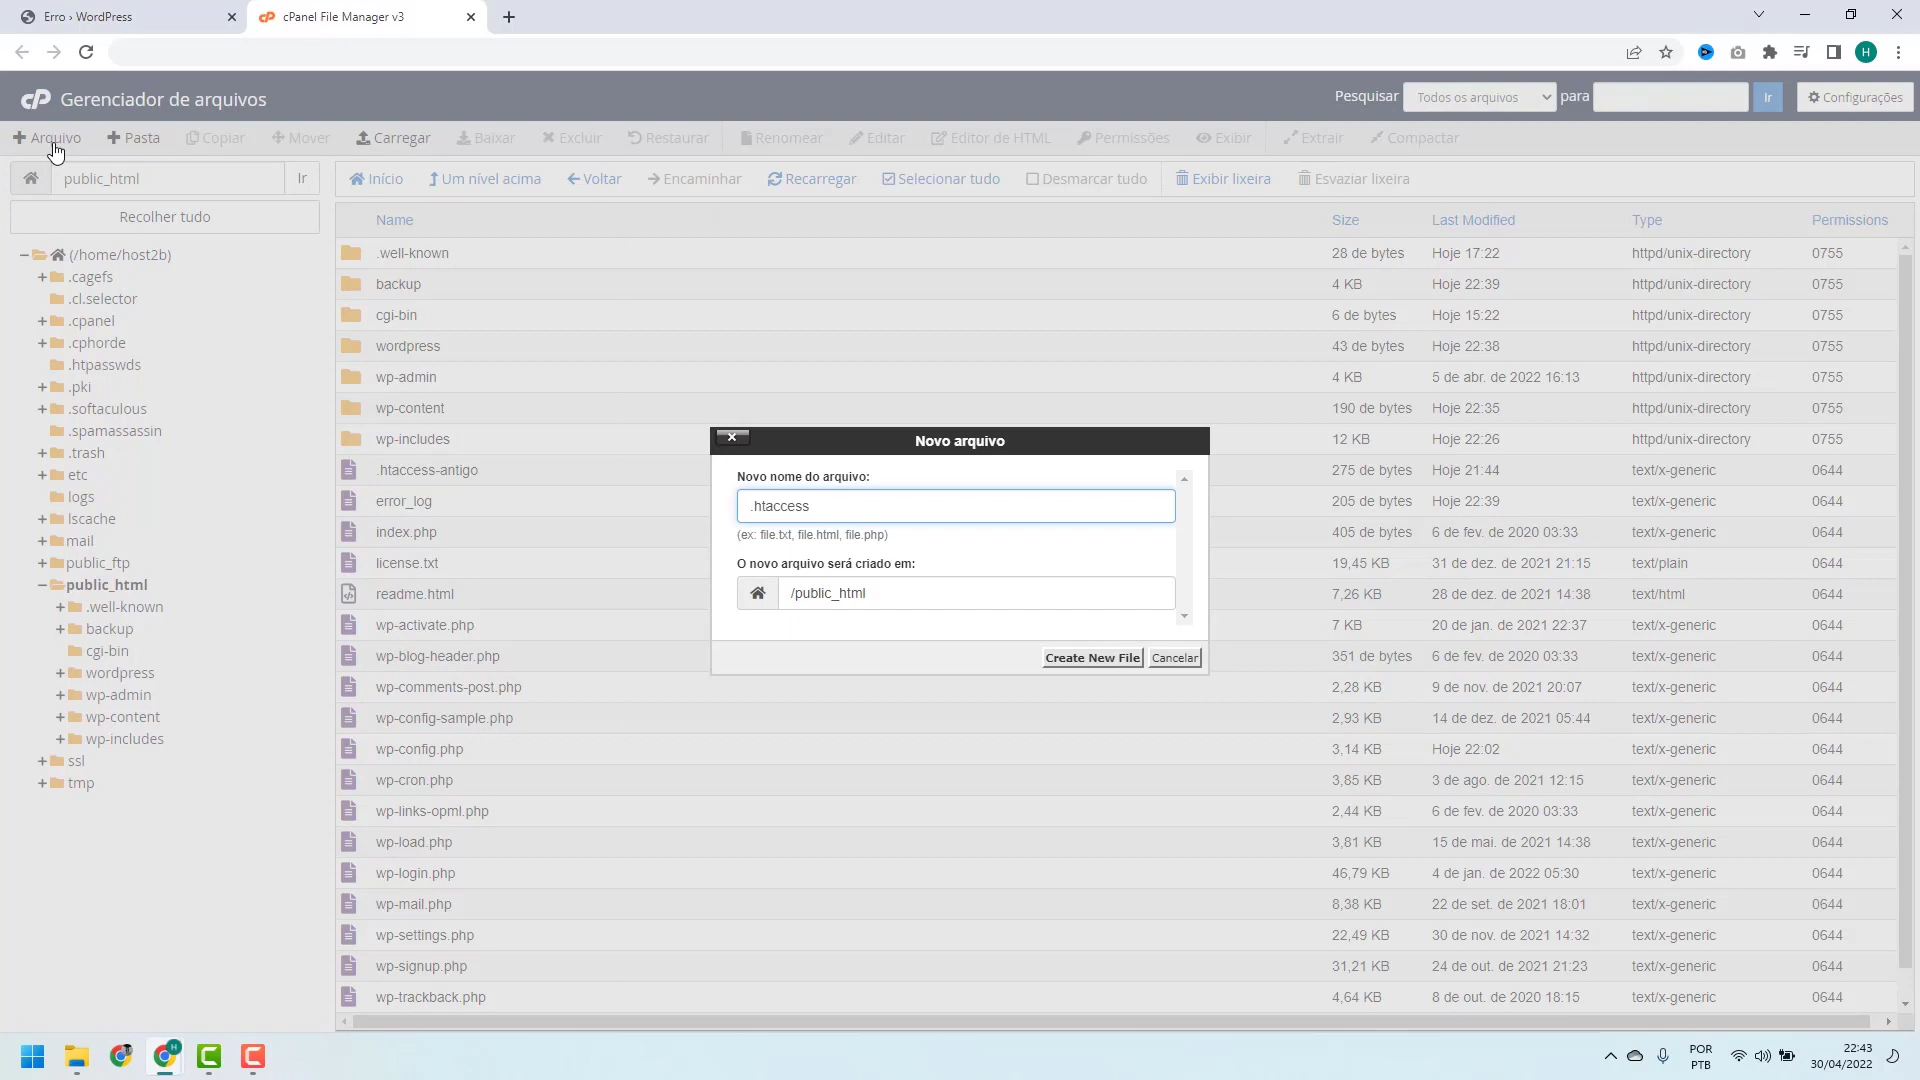 Erro › WordPress
cPanel File Manager v3
H
cP Gerenciador de arquivos
Pesquisar Todos os arquivos para Ir Configurações
Arquivo Pasta Copiar Mover Carregar Baixar Excluir Restaurar Renomear Editar Editor de HTML Permissões Exibir Extrair Compactar
public_html Ir
Início Um nível acima Voltar Encaminhar Recarregar Selecionar tudo Desmarcar tudo Exibir lixeira Esvaziar lixeira
Recolher tudo
(/home/host2b)
.cagefs
.cl.selector
.cpanel
.cphorde
.htpasswds
.pki
.softaculous
.spamassassin
.trash
etc
logs
lscache
mail
public_ftp
public_html
.well-known
backup
cgi-bin
wordpress
wp-admin
wp-content
wp-includes
ssl
tmp
Name Size Last Modified Type Permissions
.well-known 28 de bytes Hoje 17:22 httpd/unix-directory 0755
backup 4 KB Hoje 22:39 httpd/unix-directory 0755
cgi-bin 6 de bytes Hoje 15:22 httpd/unix-directory 0755
wordpress 43 de bytes Hoje 22:38 httpd/unix-directory 0755
wp-admin 4 KB 5 de abr. de 2022 16:13 httpd/unix-directory 0755
wp-content 190 de bytes Hoje 22:35 httpd/unix-directory 0755
wp-includes 12 KB Hoje 22:26 httpd/unix-directory 0755
.htaccess-antigo 275 de bytes Hoje 21:44 text/x-generic 0644
error_log 205 de bytes Hoje 22:39 text/x-generic 0644
index.php 405 de bytes 6 de fev. de 2020 03:33 text/x-generic 0644
license.txt 19,45 KB 31 de dez. de 2021 21:15 text/plain 0644
readme.html 7,26 KB 28 de dez. de 2021 14:38 text/html 0644
wp-activate.php 7 KB 20 de jan. de 2021 22:37 text/x-generic 0644
wp-blog-header.php 351 de bytes 6 de fev. de 2020 03:33 text/x-generic 0644
wp-comments-post.php 2,28 KB 9 de nov. de 2021 20:07 text/x-generic 0644
wp-config-sample.php 2,93 KB 14 de dez. de 2021 05:44 text/x-generic 0644
wp-config.php 3,14 KB Hoje 22:02 text/x-generic 0644
wp-cron.php 3,85 KB 3 de ago. de 2021 12:15 text/x-generic 0644
wp-links-opml.php 2,44 KB 6 de fev. de 2020 03:33 text/x-generic 0644
wp-load.php 3,81 KB 15 de mai. de 2021 14:38 text/x-generic 0644
wp-login.php 46,79 KB 4 de jan. de 2022 05:30 text/x-generic 0644
wp-mail.php 8,38 KB 22 de set. de 2021 18:01 text/x-generic 0644
wp-settings.php 22,49 KB 30 de nov. de 2021 14:32 text/x-generic 0644
wp-signup.php 31,21 KB 24 de out. de 2021 21:23 text/x-generic 0644
wp-trackback.php 4,64 KB 8 de out. de 2020 18:15 text/x-generic 0644
Novo arquivo
Novo nome do arquivo:
.htaccess
(ex: file.txt, file.html, file.php)
O novo arquivo será criado em:
/public_html
Create New File Cancelar
H
POR
PTB
22:43
30/04/2022